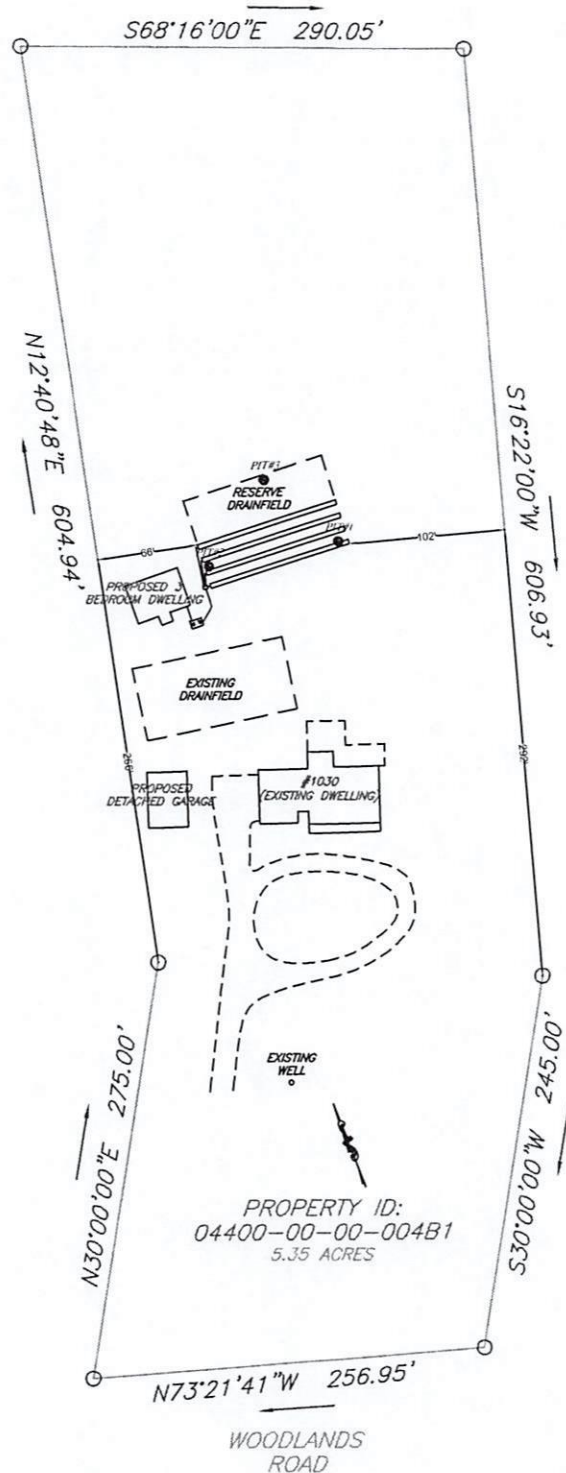 S68°16'00"E 290.05'
N12°40'48"E 604.94'
S16°22'00"W 606.93'
PIT#3
RESERVE
DRAINFIELD
66'
102'
PROPOSED 3
BEDROOM DWELLING
EXISTING
DRAINFIELD
266'
292'
PROPOSED
DETACHED GARAGE
#1030
(EXISTING DWELLING)
N30°00'00"E 275.00'
S30°00'00"W 245.00'
EXISTING
WELL
PROPERTY ID:
04400-00-00-004B1
5.35 ACRES
N73°21'41"W 256.95'
WOODLANDS
ROAD